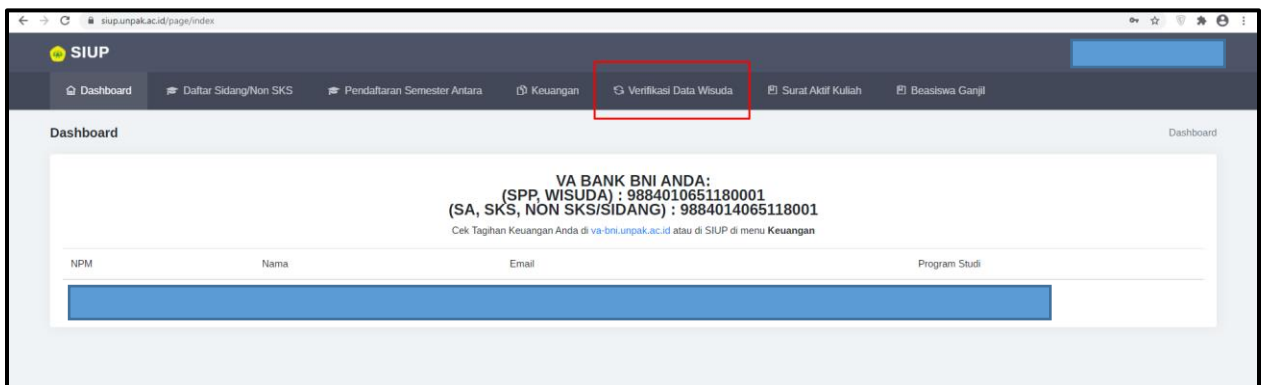 siup.unpak.ac.id/page/index
SIUP
Dashboard Daftar Sidang/Non SKS Pendaftaran Semester Antara Keuangan Verifikasi Data Wisuda Surat Aktif Kuliah Beasiswa Ganjil
Dashboard Dashboard
VA BANK BNI ANDA:
(SPP, WISUDA) : 9884010651180001
(SA, SKS, NON SKS/SIDANG) : 9884014065118001
Cek Tagihan Keuangan Anda di va-bni.unpak.ac.id atau di SIUP di menu Keuangan
NPM Nama Email Program Studi